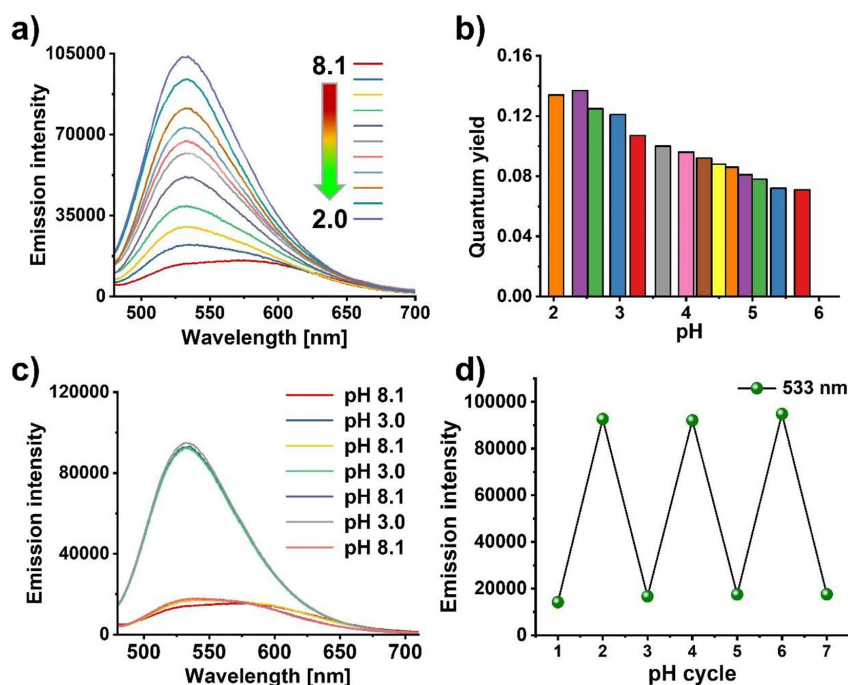 a)
105000
70000
35000
0
Emission intensity
500
550
600
650
700
Wavelength [nm]
8.1
2.0
b)
0.16
0.12
0.08
0.04
0.00
Quantum yield
2
3
4
5
6
pH
c)
120000
80000
40000
0
Emission intensity
500
550
600
650
700
Wavelength [nm]
pH 8.1
pH 3.0
pH 8.1
pH 3.0
pH 8.1
pH 3.0
pH 8.1
d)
533 nm
100000
80000
60000
40000
20000
0
Emission intensity
1
2
3
4
5
6
7
pH cycle